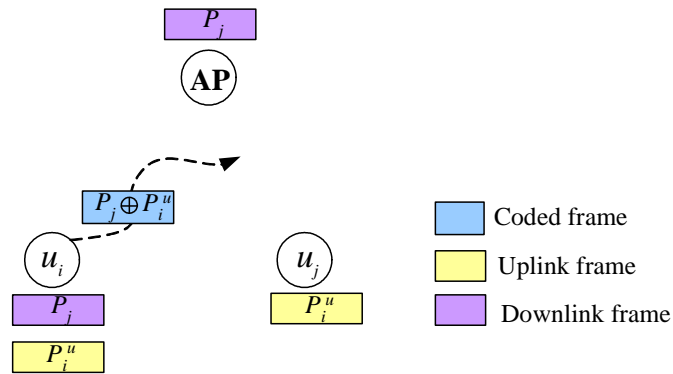 P_j
AP
P_j ⊕ P_i^u
u_i
u_j
P_j
P_i^u
P_i^u
Coded frame
Uplink frame
Downlink frame